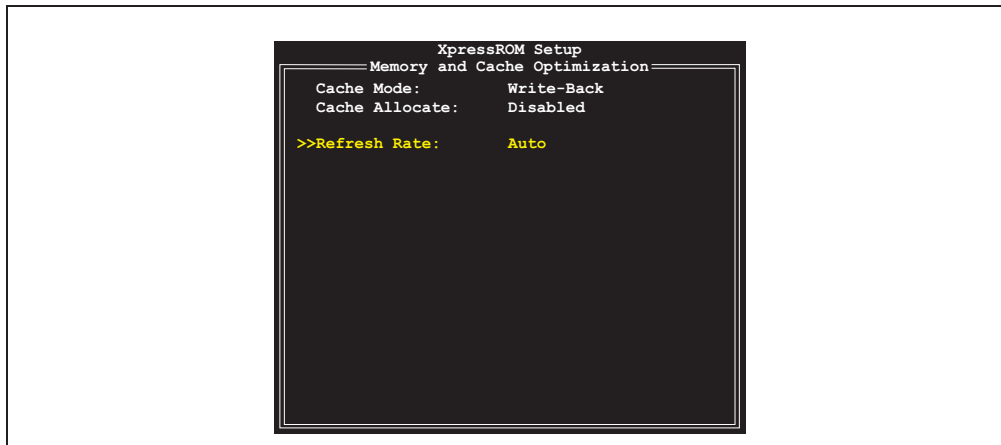 XpressROM Setup
Memory and Cache Optimization
Cache Mode: Write-Back
Cache Allocate: Disabled
>>Refresh Rate: Auto